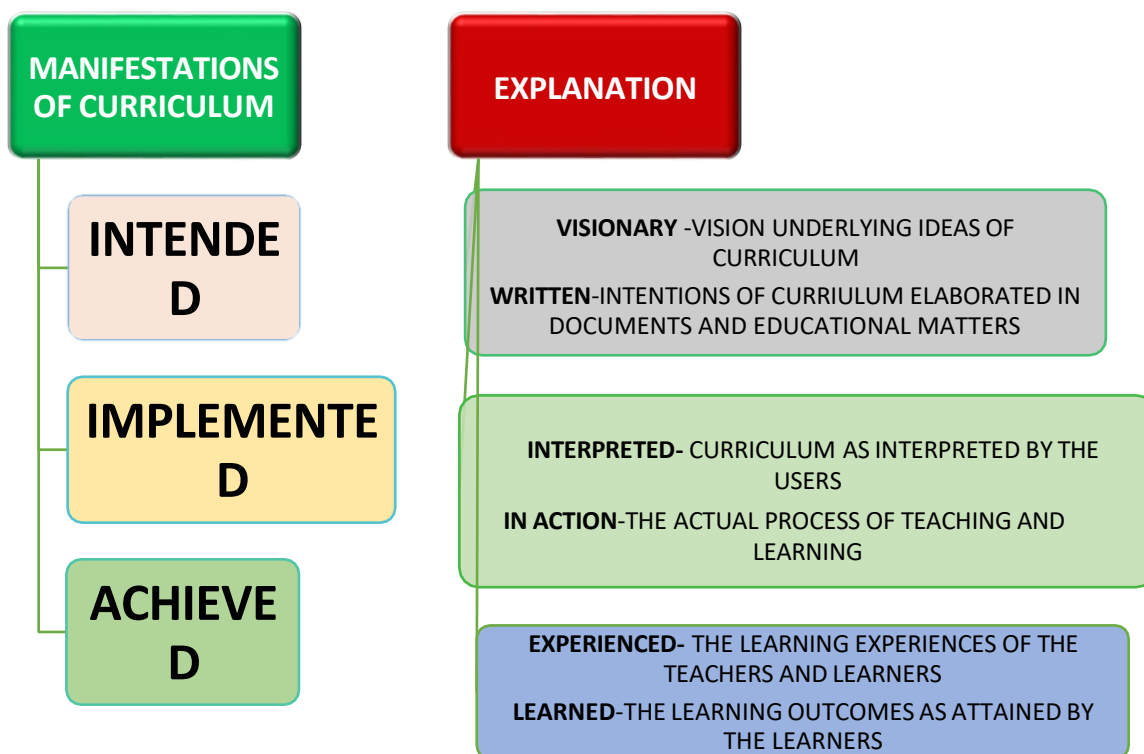 MANIFESTATIONS
OF CURRICULUM
EXPLANATION
INTENDE
D
VISIONARY -VISION UNDERLYING IDEAS OF
CURRICULUM
WRITTEN-INTENTIONS OF CURRIULUM ELABORATED IN
DOCUMENTS AND EDUCATIONAL MATTERS
IMPLEMENTE
D
INTERPRETED- CURRICULUM AS INTERPRETED BY THE
USERS
IN ACTION-THE ACTUAL PROCESS OF TEACHING AND
LEARNING
ACHIEVE
D
EXPERIENCED- THE LEARNING EXPERIENCES OF THE
TEACHERS AND LEARNERS
LEARNED-THE LEARNING OUTCOMES AS ATTAINED BY
THE LEARNERS